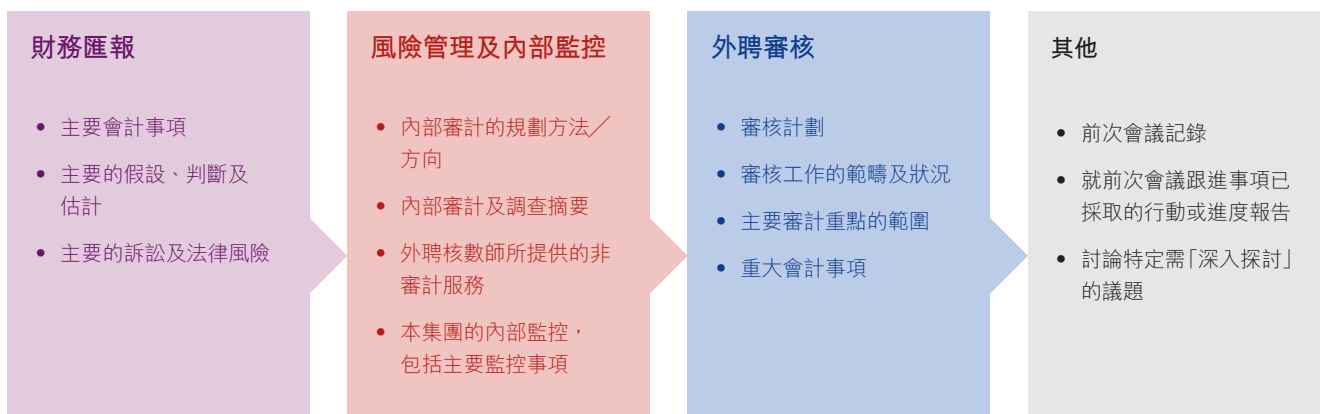 財務匯報
• 主要會計事項
• 主要的假設、判斷及
估計
• 主要的訴訟及法律風險
風險管理及內部監控
• 內部審計的規劃方法／
方向
• 內部審計及調查摘要
• 外聘核數師所提供的非
審計服務
• 本集團的內部監控，
包括主要監控事項
外聘審核
• 審核計劃
• 審核工作的範疇及狀況
• 主要審計重點的範圍
• 重大會計事項
其他
• 前次會議記錄
• 就前次會議跟進事項已
採取的行動或進度報告
• 討論特定需「深入探討」
的議題